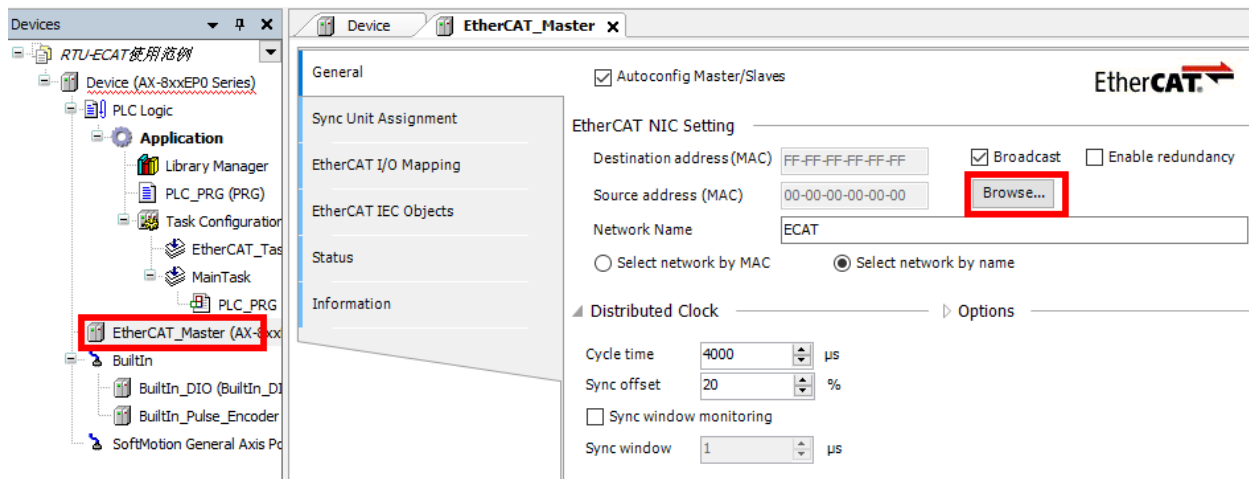 Devices
RTU-ECAT使用范例
Device (AX-8xxEP0 Series)
PLC Logic
Application
Library Manager
PLC_PRG (PRG)
Task Configuration
EtherCAT_Tas
MainTask
PLC_PRG
EtherCAT_Master (AX-8xx
BuiltIn
BuiltIn_DIO (BuiltIn_DI
BuiltIn_Pulse_Encoder
SoftMotion General Axis Po
Device
EtherCAT_Master
General
Sync Unit Assignment
EtherCAT I/O Mapping
EtherCAT IEC Objects
Status
Information
Autoconfig Master/Slaves
EtherCAT.
EtherCAT NIC Setting
Destination address (MAC) FF-FF-FF-FF-FF-FF Broadcast Enable redundancy
Source address (MAC) 00-00-00-00-00-00 Browse...
Network Name ECAT
Select network by MAC Select network by name
Distributed Clock Options
Cycle time 4000 µs
Sync offset 20 %
Sync window monitoring
Sync window 1 µs